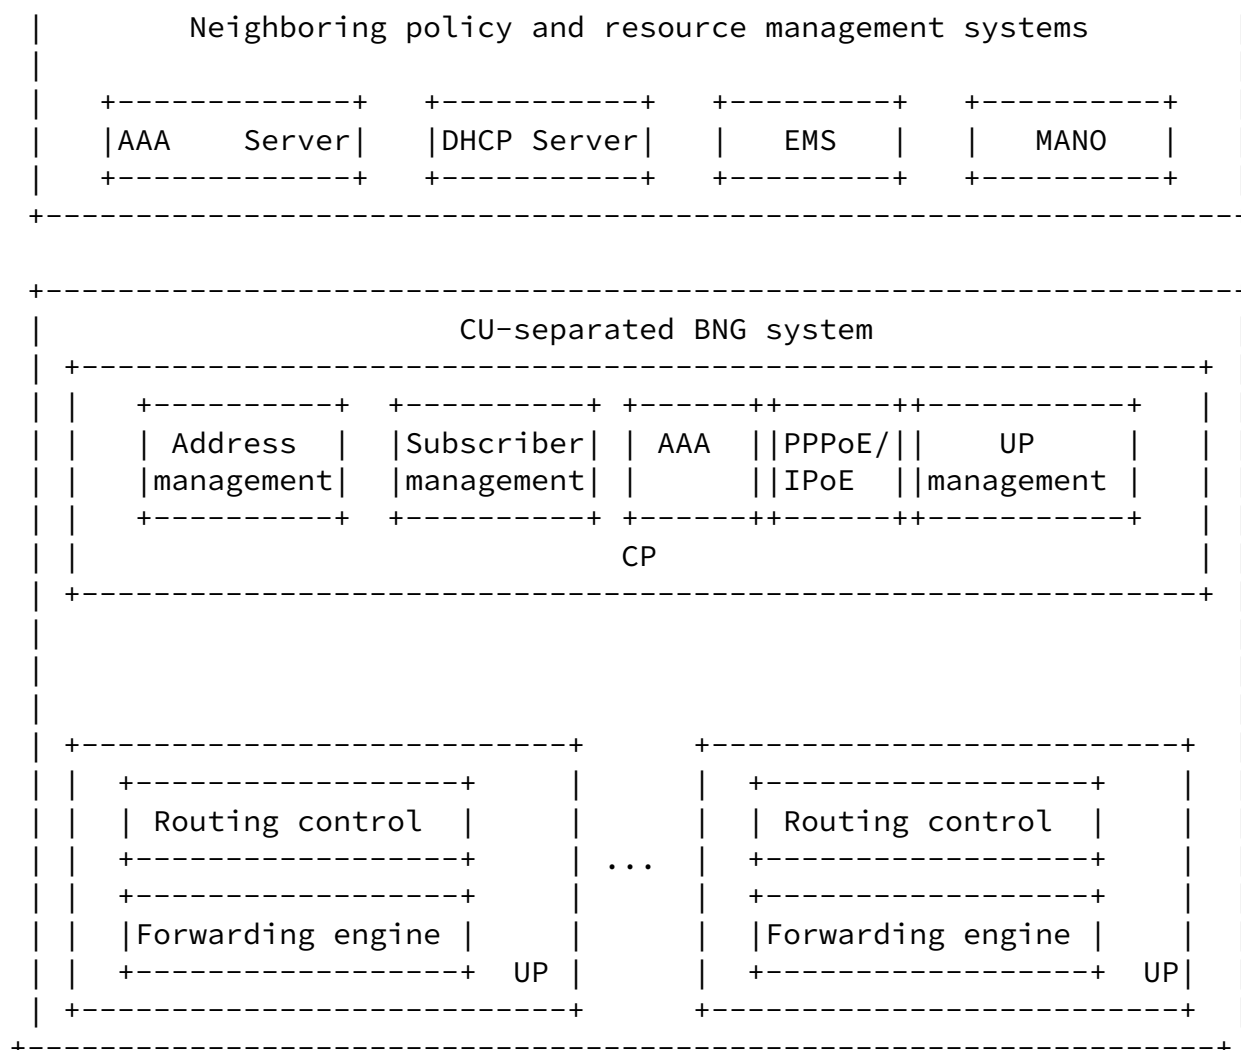 Neighboring policy and resource management systems
AAA Server DHCP Server EMS MANO
CU-separated BNG system
Address Subscriber AAA PPPoE/ UP
management management IPoE management
CP
Routing control Routing control
...
Forwarding engine Forwarding engine
UP UP